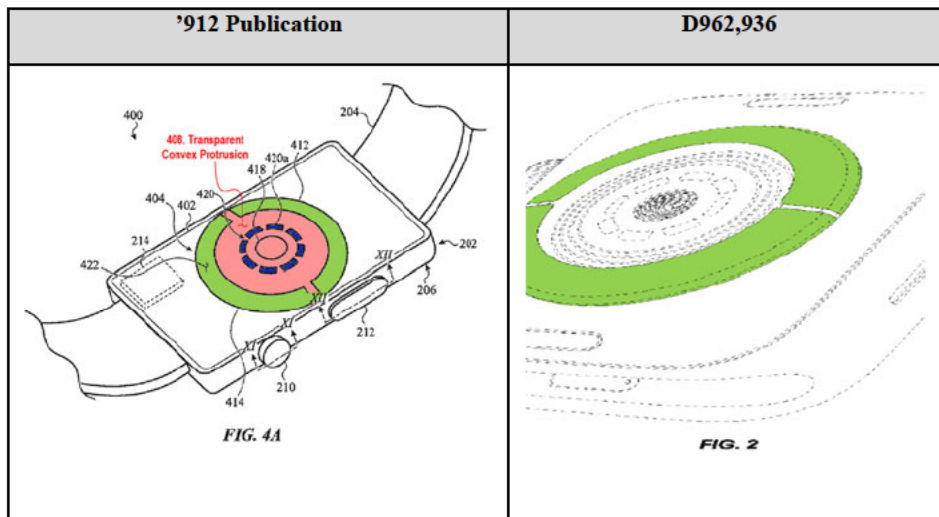 ’912 Publication
D962,936
400
204
408, Transparent
Convex Protrusion
418
420a
412
420
402
404
214
422
202
XII
206
XII
212
XI
XI
210
414
FIG. 4A
FIG. 2